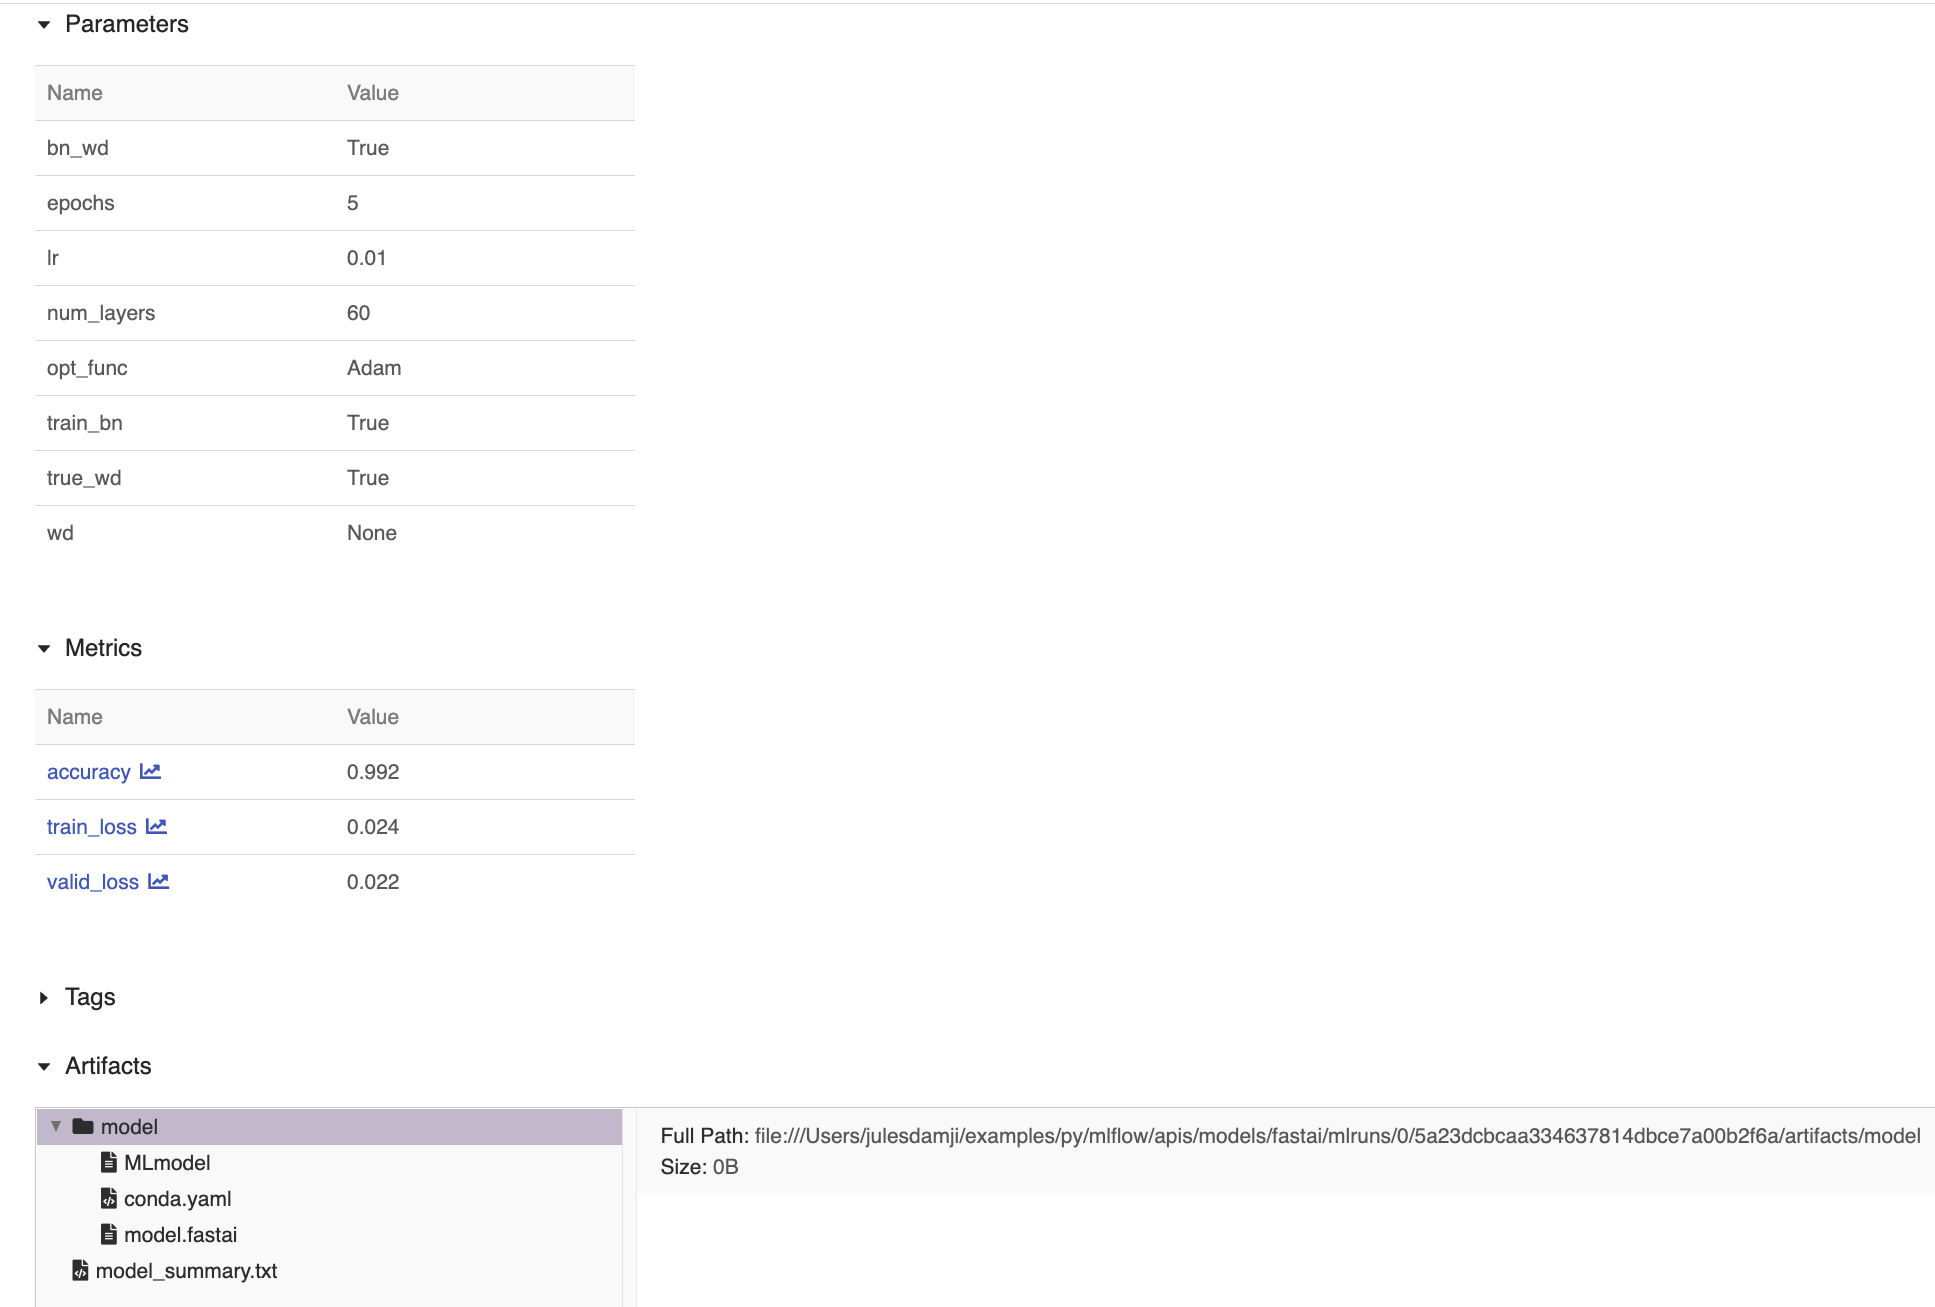 Parameters
Name Value
bn_wd True
epochs 5
lr 0.01
num_layers 60
opt_func Adam
train_bn True
true_wd True
wd None
Metrics
Name Value
accuracy 0.992
train_loss 0.024
valid_loss 0.022
Tags
Artifacts
model
Full Path: file:///Users/julesdamji/examples/py/mlflow/apis/models/fastai/mlruns/0/5a23dcbcaa334637814dbce7a00b2f6a/artifacts/model
MLmodel
Size: 0B
conda.yaml
model.fastai
model_summary.txt